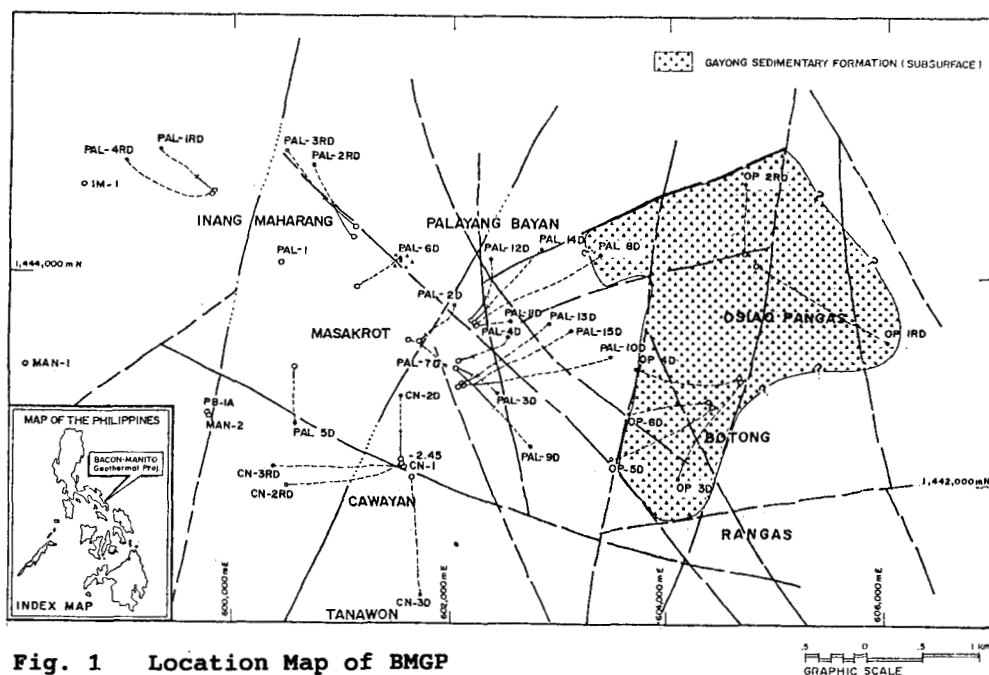 GAYONG SEDIMENTARY FORMATION (SUBSURFACE)
PAL-1RD
PAL-4RD
PAL-3RD
PAL-2RD
IM-1
OP 2RD
INANG MAHARANG
PALAYANG BAYAN
PAL-14D
PAL 8D
PAL-6D
PAL-12D
PAL-1
1,444,000 mN
PAL-2D
PAL-11D
PAL-13D
OSIAO PANGAS
MASAKROT
PAL-4D
PAL-15D
OP 1RD
PAL-10D
OP 4D
MAN-1
PAL-7D
CN-2D
PAL-3D
PB-1A
MAN-2
PAL 5D
OP-6D
BOTONG
MAP OF THE PHILIPPINES
BACON-MANITO
Geothermal Proj.
PAL-9D
-2.45
CN-1
CN-3RD
OP-5D
CN-2RD
CAWAYAN
OP 3D
1,442,000 mN
RANGAS
600,000 mE
602,000 mE
604,000 mE
606,000 mE
CN-3D
INDEX MAP
TANAWON
Fig. 1 Location Map of BMGP
.5 0 .5 1 km
GRAPHIC SCALE